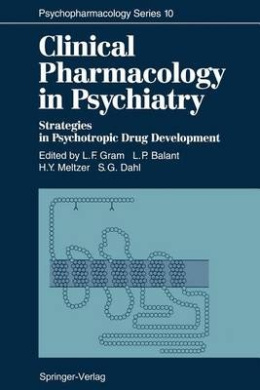 Psychopharmacology Series 10
Clinical
Pharmacology
in Psychiatry
Strategies
in Psychotropic Drug Development
Edited by L.F. Gram L.P. Balant
H.Y. Meltzer S.G. Dahl
Springer-Verlag